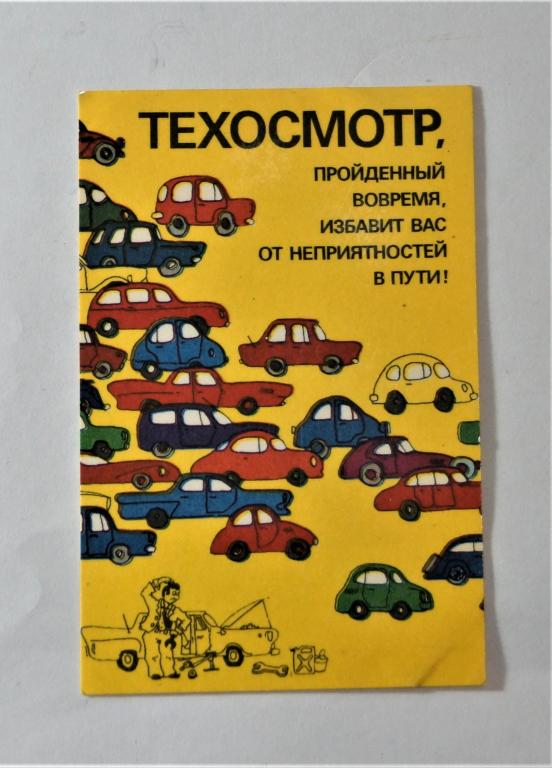 ТЕХОСМОТР,
ПРОЙДЕННЫЙ
ВОВРЕМЯ,
ИЗБАВИТ ВАС
ОТ НЕПРИЯТНОСТЕЙ
В ПУТИ!